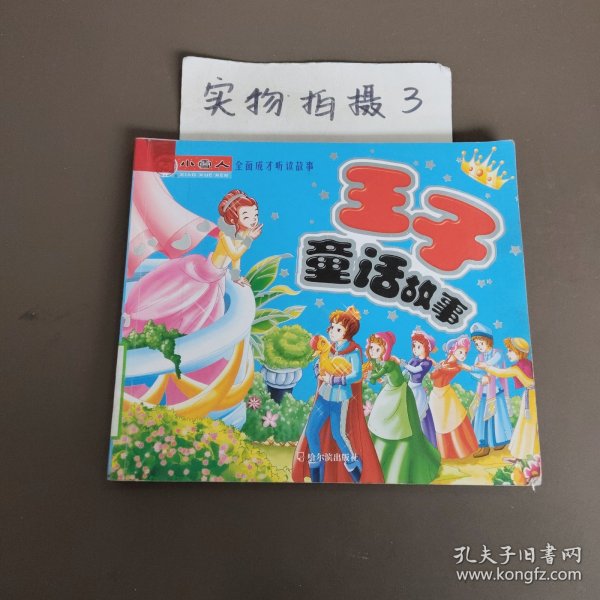 实物拍摄3
小画人
全面成才听读故事
王子
童话故事
哈尔滨出版社
孔夫子旧书网
www.kongfz.com